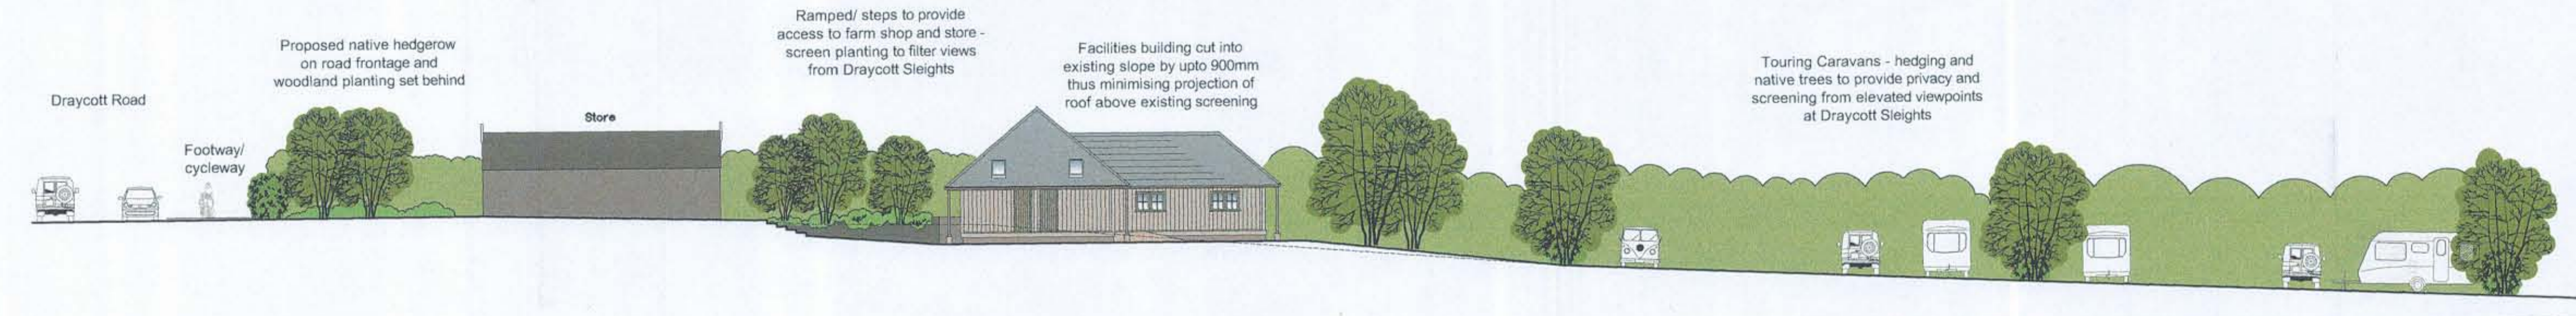 Draycott Road
Footway/
cycleway
Proposed native hedgerow
on road frontage and
woodland planting set behind
Store
Ramped/ steps to provide
access to farm shop and store -
screen planting to filter views
from Draycott Sleights
Facilities building cut into
existing slope by upto 900mm
thus minimising projection of
roof above existing screening
Touring Caravans - hedging and
native trees to provide privacy and
screening from elevated viewpoints
at Draycott Sleights